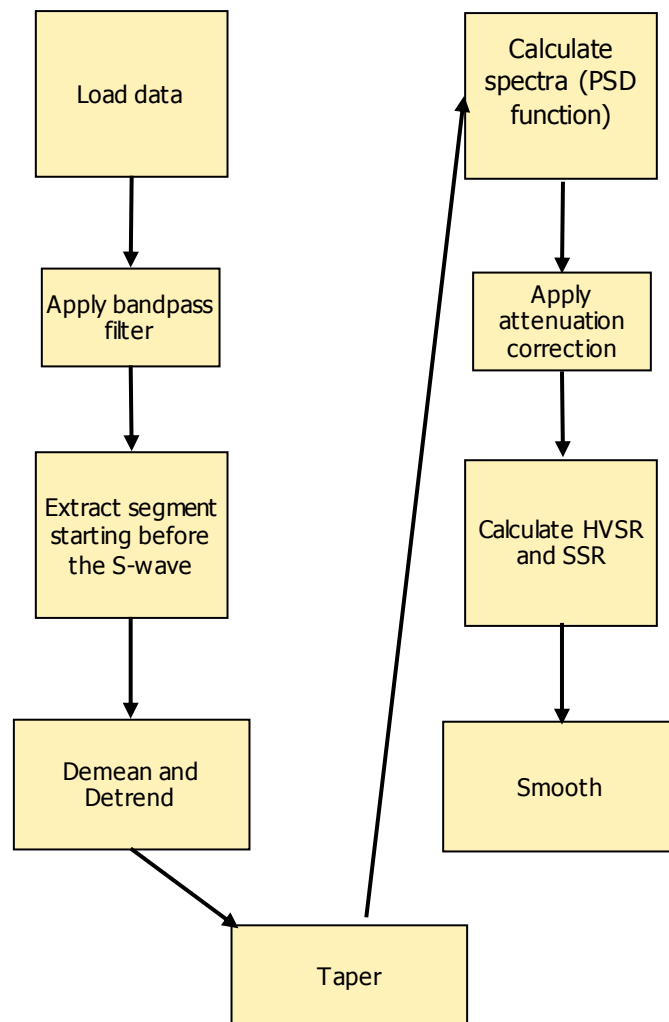 Load data
Apply bandpass
filter
Extract segment
starting before
the S-wave
Demean and
Detrend
Taper
Calculate
spectra (PSD
function)
Apply
attenuation
correction
Calculate HVSR
and SSR
Smooth